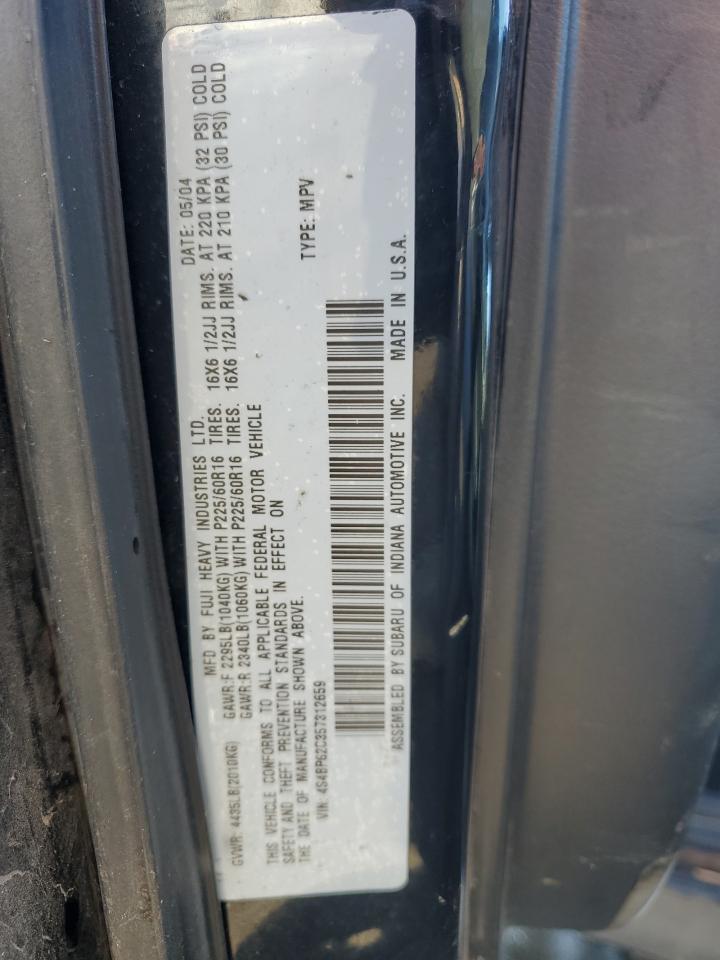 MFD BY FUJI HEAVY INDUSTRIES LTD. DATE: 05/04
GVWR: 4435LB(2010KG) GAWR:F 2295LB(1040KG) WITH P225/60R16 TIRES. 16X6 1/2JJ RIMS. AT 220 KPA (32 PSI) COLD
GAWR:R 2340LB(1060KG) WITH P225/60R16 TIRES. 16X6 1/2JJ RIMS. AT 210 KPA (30 PSI) COLD
THIS VEHICLE CONFORMS TO ALL APPLICABLE FEDERAL MOTOR VEHICLE
SAFETY AND THEFT PREVENTION STANDARDS IN EFFECT ON
THE DATE OF MANUFACTURE SHOWN ABOVE. TYPE: MPV
VIN: 4S4BP62C357312659
ASSEMBLED BY SUBARU OF INDIANA AUTOMOTIVE INC. MADE IN U.S.A.